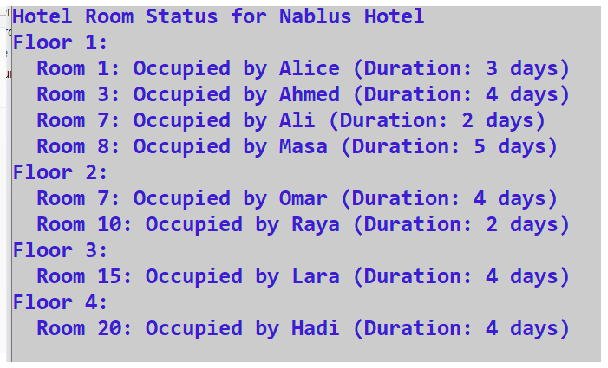 Hotel Room Status for Nablus Hotel
Floor 1:
Room 1: Occupied by Alice (Duration: 3 days)
Room 3: Occupied by Ahmed (Duration: 4 days)
Room 7: Occupied by Ali (Duration: 2 days)
Room 8: Occupied by Masa (Duration: 5 days)
Floor 2:
Room 7: Occupied by Omar (Duration: 4 days)
Room 10: Occupied by Raya (Duration: 2 days)
Floor 3:
Room 15: Occupied by Lara (Duration: 4 days)
Floor 4:
Room 20: Occupied by Hadi (Duration: 4 days)